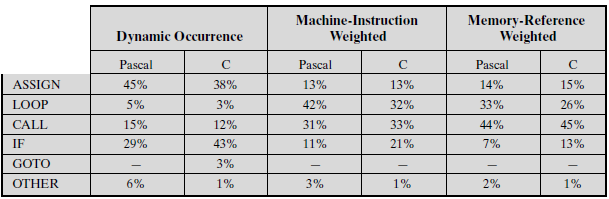 Dynamic Occurrence Machine-Instruction Weighted Memory-Reference Weighted
Pascal C Pascal C Pascal C
ASSIGN 45% 38% 13% 13% 14% 15%
LOOP 5% 3% 42% 32% 33% 26%
CALL 15% 12% 31% 33% 44% 45%
IF 29% 43% 11% 21% 7% 13%
GOTO — 3% — — — —
OTHER 6% 1% 3% 1% 2% 1%